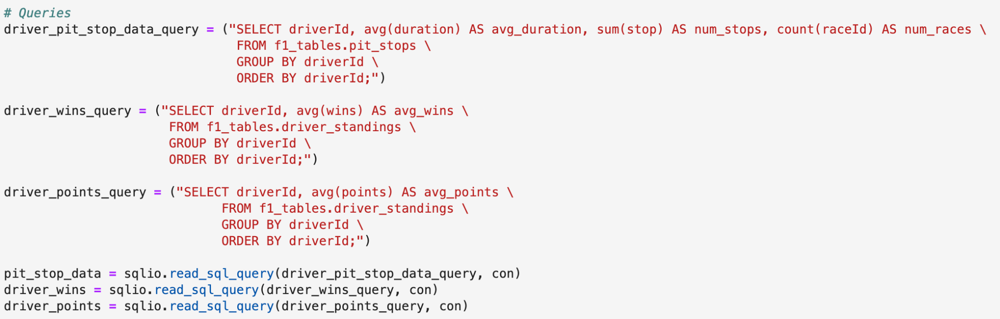 # Queries
driver_pit_stop_data_query = ("SELECT driverId, avg(duration) AS avg_duration, sum(stop) AS num_stops, count(raceId) AS num_races \
FROM f1_tables.pit_stops \
GROUP BY driverId \
ORDER BY driverId;")
driver_wins_query = ("SELECT driverId, avg(wins) AS avg_wins \
FROM f1_tables.driver_standings \
GROUP BY driverId \
ORDER BY driverId;")
driver_points_query = ("SELECT driverId, avg(points) AS avg_points \
FROM f1_tables.driver_standings \
GROUP BY driverId \
ORDER BY driverId;")
pit_stop_data = sqlio.read_sql_query(driver_pit_stop_data_query, con)
driver_wins = sqlio.read_sql_query(driver_wins_query, con)
driver_points = sqlio.read_sql_query(driver_points_query, con)